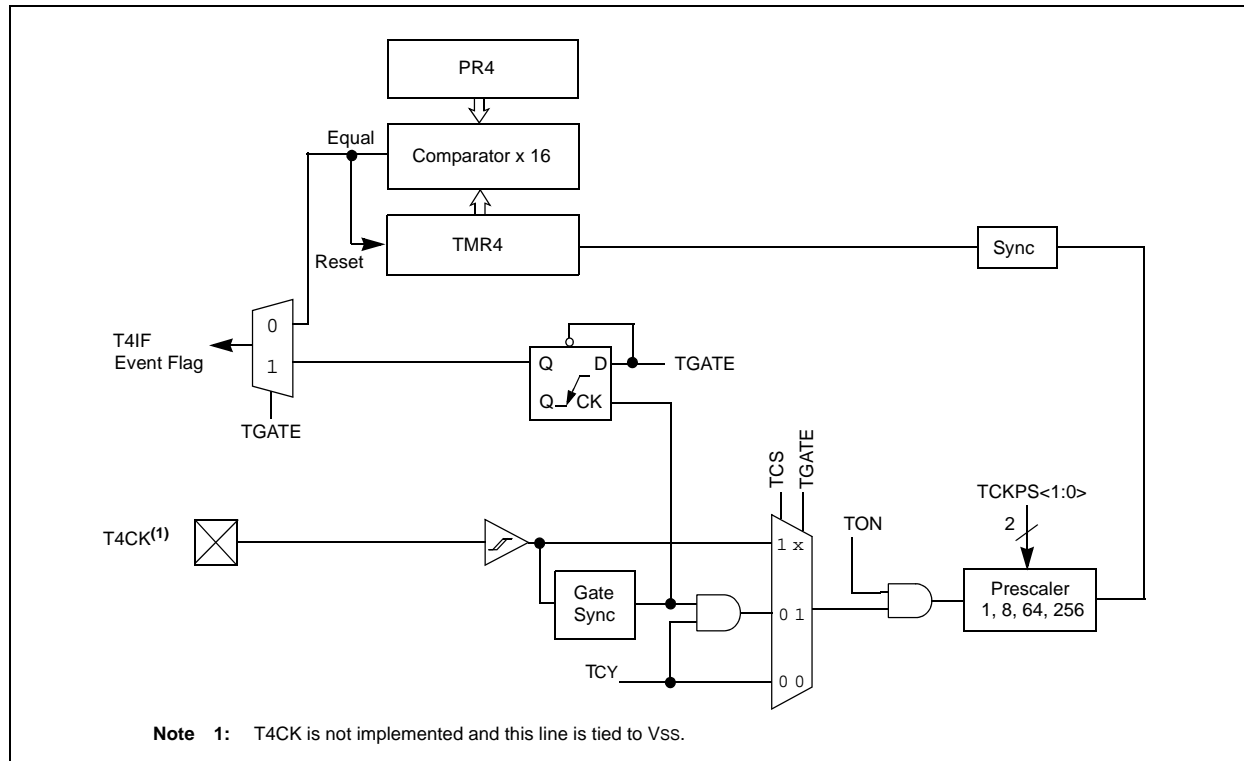 PR4
Equal
Comparator x 16
TMR4
Reset
Sync
0
T4IF
Event Flag
1
Q D
TGATE
Q CK
TGATE
TCS
TGATE
TCKPS<1:0>
2
TON
T4CK(1)
1 x
Prescaler
1, 8, 64, 256
Gate
Sync
0 1
TCY
0 0
Note 1: T4CK is not implemented and this line is tied to VSS.